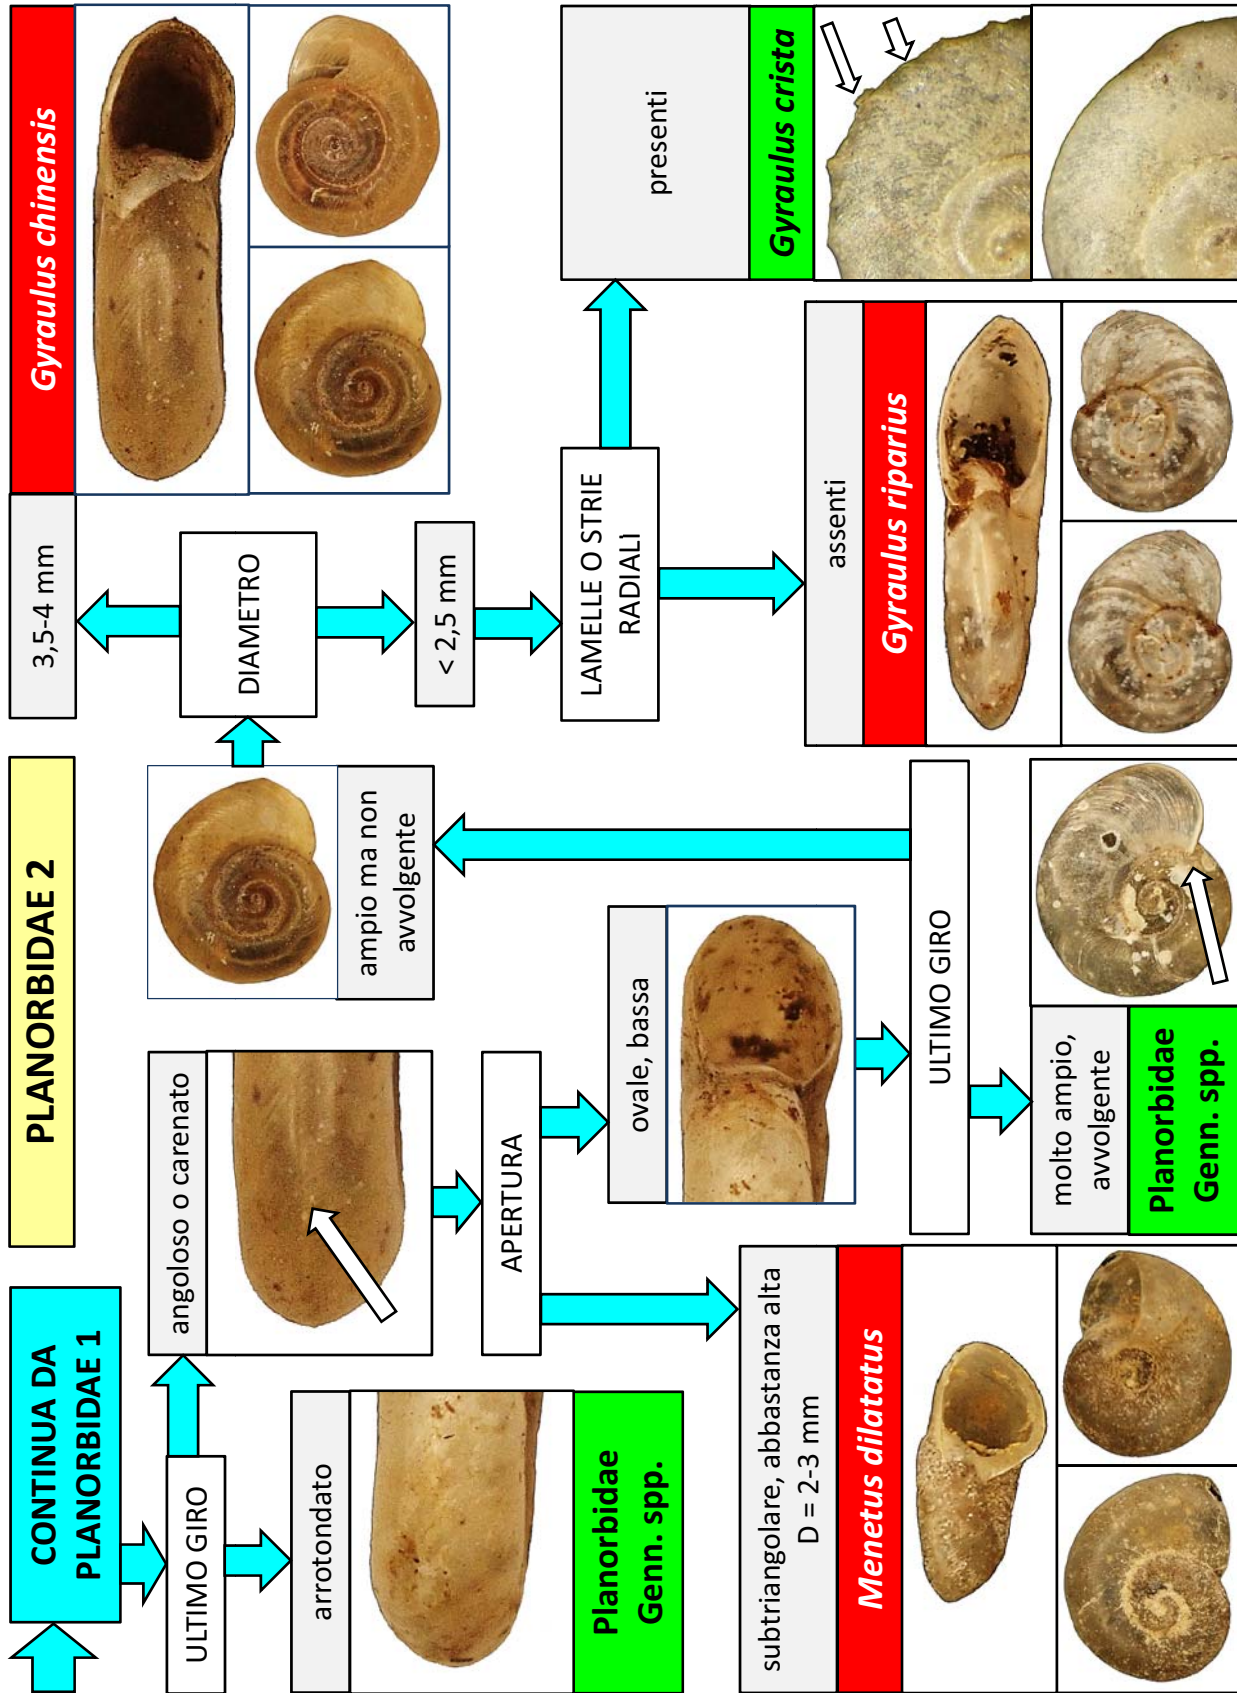 CONTINUA DA
PLANORBIDAE 1
PLANORBIDAE 2
ULTIMO GIRO
arrotondato
Planorbidae
Genn. spp.
angoloso o carenato
APERTURA
subtriangolare, abbastanza alta
D = 2-3 mm
Menetus dilatatus
ovale, bassa
ULTIMO GIRO
molto ampio,
avvolgente
Planorbidae
Genn. spp.
ampio ma non
avvolgente
DIAMETRO
3,5-4 mm
Gyraulus chinensis
< 2,5 mm
LAMELLE O STRIE
RADIALI
assenti
Gyraulus riparius
presenti
Gyraulus crista